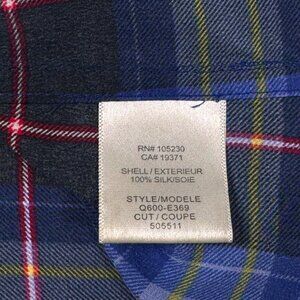 RN# 105230
CA# 19371
SHELL/EXTERIEUR
100% SILK/SOIE
STYLE/MODELE
Q600-E369
CUT/COUPE
505511